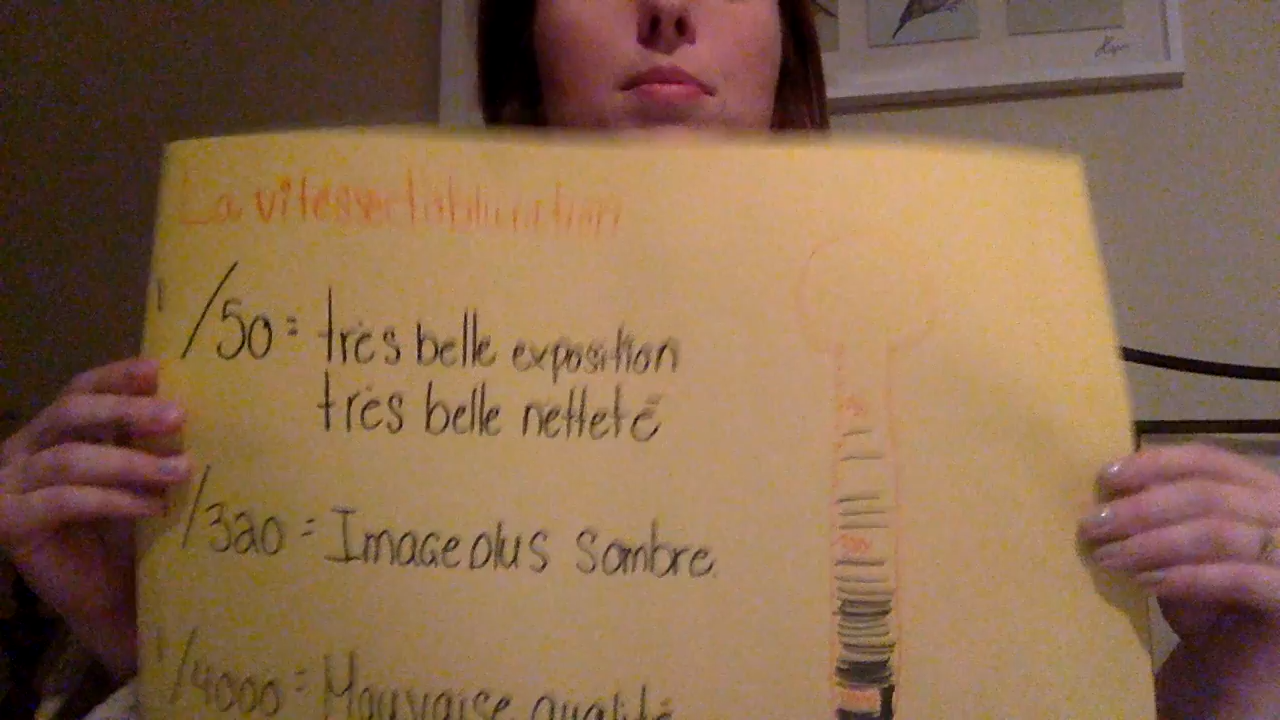 La vitesse d'obturation
1/50 = très belle exposition
très belle netteté
1/320 = Image plus sombre.
1/4000 = Mauvaise qualité